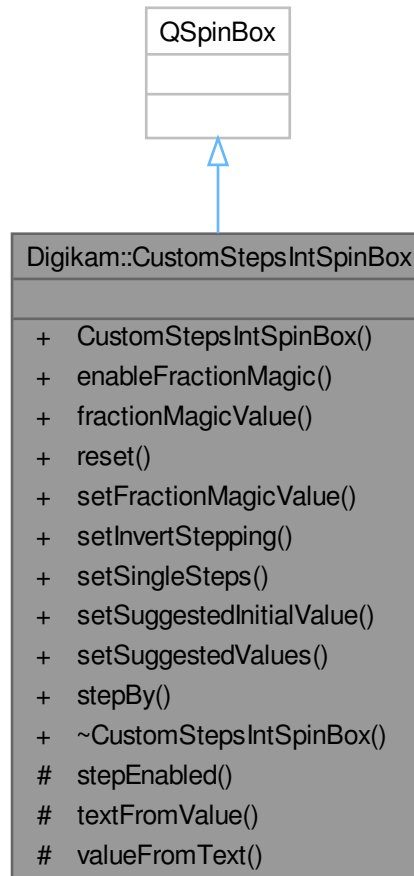 QSpinBox
Digikam::CustomStepsIntSpinBox
+ CustomStepsIntSpinBox()
+ enableFractionMagic()
+ fractionMagicValue()
+ reset()
+ setFractionMagicValue()
+ setInvertStepping()
+ setSingleSteps()
+ setSuggestedInitialValue()
+ setSuggestedValues()
+ stepBy()
+ ~CustomStepsIntSpinBox()
# stepEnabled()
# textFromValue()
# valueFromText()